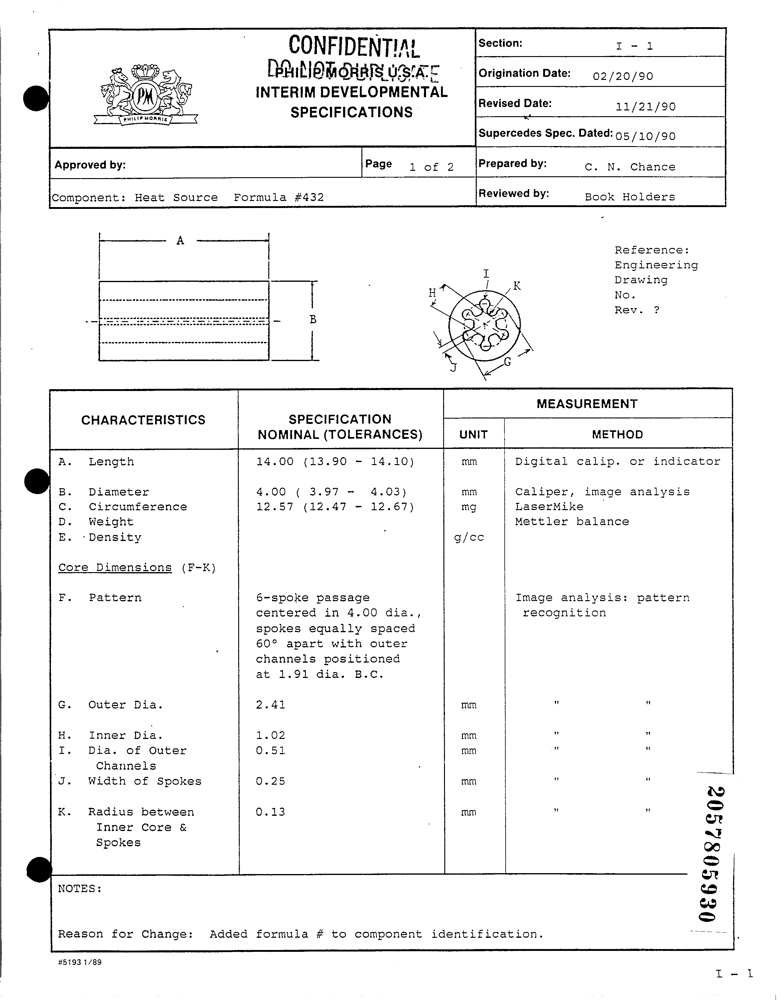 CONFIDENTIAL
DO NOT DUPLICATE
PHILIP MORRIS U.S.A.
INTERIM DEVELOPMENTAL
SPECIFICATIONS
PM
PHILIP MORRIS
Section: I - 1
Origination Date: 02/20/90
Revised Date: 11/21/90
Supercedes Spec. Dated: 05/10/90
Approved by:
Page 1 of 2
Prepared by: C. N. Chance
Component: Heat Source Formula #432
Reviewed by: Book Holders
A
B
H
I
K
J
G
Reference:
Engineering
Drawing
No.
Rev. ?
CHARACTERISTICS
SPECIFICATION
NOMINAL (TOLERANCES)
MEASUREMENT
UNIT METHOD
A. Length 14.00 (13.90 - 14.10) mm Digital calip. or indicator
B. Diameter 4.00 ( 3.97 - 4.03) mm Caliper, image analysis
C. Circumference 12.57 (12.47 - 12.67) mg LaserMike
D. Weight Mettler balance
E. Density g/cc
Core Dimensions (F-K)
F. Pattern 6-spoke passage Image analysis: pattern
centered in 4.00 dia., recognition
spokes equally spaced
60° apart with outer
channels positioned
at 1.91 dia. B.C.
G. Outer Dia. 2.41 mm " "
H. Inner Dia. 1.02 mm " "
I. Dia. of Outer 0.51 mm " "
Channels
J. Width of Spokes 0.25 mm " "
K. Radius between 0.13 mm " "
Inner Core &
Spokes
2057805930
NOTES:
Reason for Change: Added formula # to component identification.
#5193 1/89
I - 1